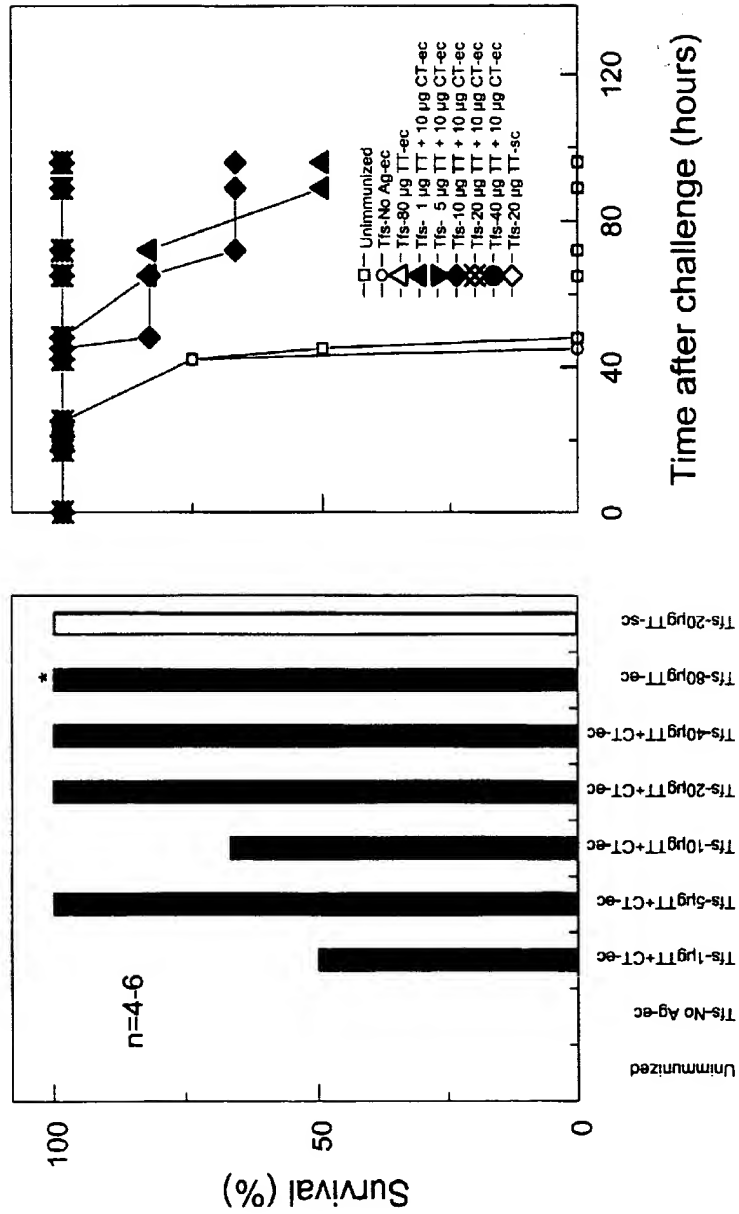 Survival (%)
100
50
0
n=4-6
*
Unimmunized
Tfs-No Ag-ec
Tfs-1µgTT+CT-ec
Tfs-5µgTT+CT-ec
Tfs-10µgTT+CT-ec
Tfs-20µgTT+CT-ec
Tfs-40µgTT+CT-ec
Tfs-80µgTT-ec
Tfs-20µgTT-sc
Unimmunized
Tfs-No Ag-ec
Tfs-80 µg TT-ec
Tfs- 1 µg TT + 10 µg CT-ec
Tfs- 5 µg TT + 10 µg CT-ec
Tfs-10 µg TT + 10 µg CT-ec
Tfs-20 µg TT + 10 µg CT-ec
Tfs-40 µg TT + 10 µg CT-ec
Tfs-20 µg TT-sc
0
40
80
120
Time after challenge (hours)